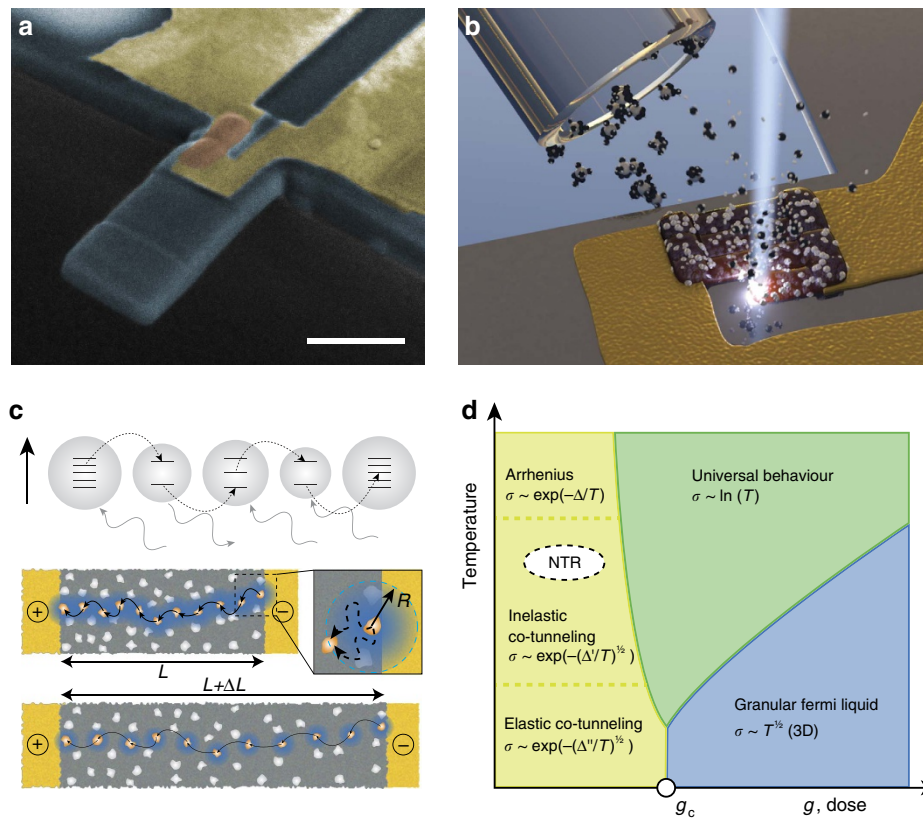 a
b
c
L
R
L+ΔL
+
−
+
−
d
Temperature
Arrhenius
σ ~ exp(−Δ/T)
NTR
Inelastic
co-tunneling
σ ~ exp(−(Δ'/T)½)
Elastic co-tunneling
σ ~ exp(−(Δ''/T)½)
Universal behaviour
σ ~ ln (T)
Granular fermi liquid
σ ~ T½ (3D)
gc
g, dose